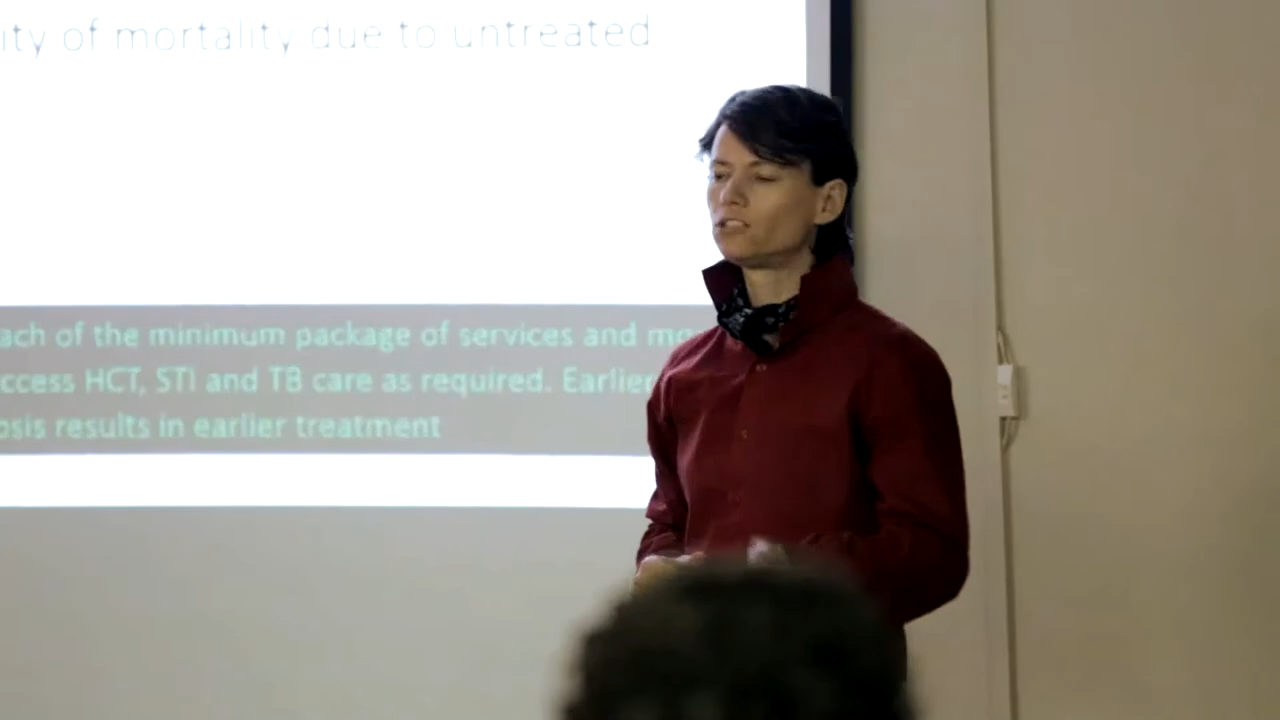 ity of mortality due to untreated
ach of the minimum package of services and mo
ccess HCT, STI and TB care as required. Earlier
osis results in earlier treatment